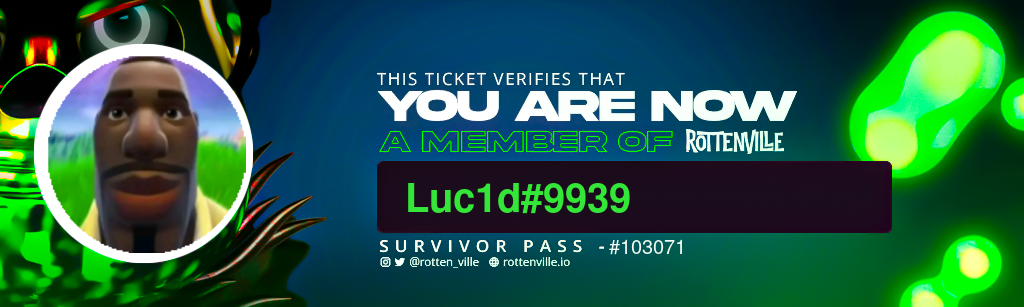 THIS TICKET VERIFIES THAT
YOU ARE NOW
A MEMBER OF ROTTENVILLE
Luc1d#9939
SURVIVOR PASS - #103071
@rotten_ville rottenville.io